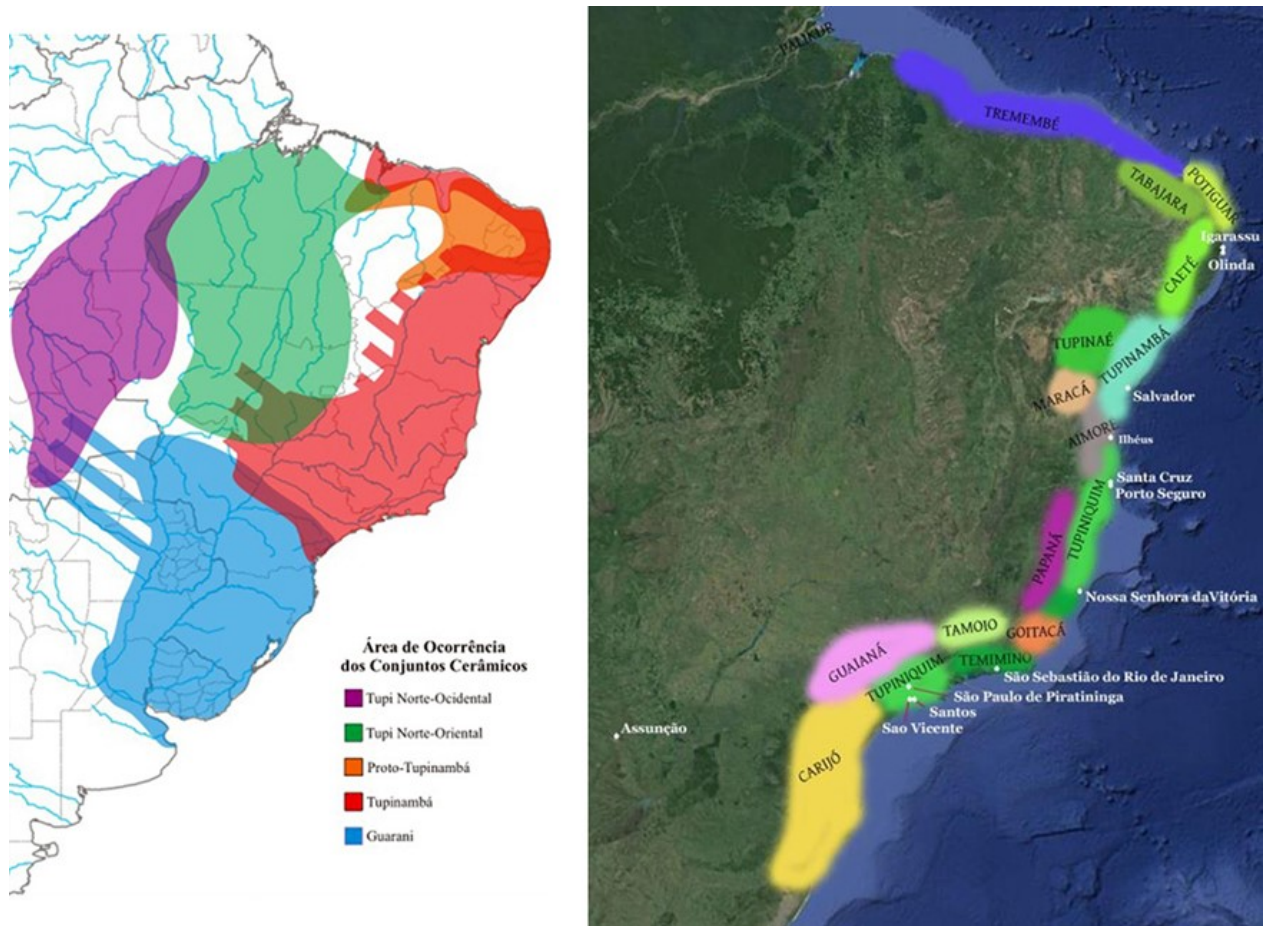 Área de Ocorrência
dos Conjuntos Cerâmicos
Tupi Norte-Ocidental
Tupi Norte-Oriental
Proto-Tupinambá
Tupinambá
Guarani
PALIKUR
TREMEMBÉ
TABAJARA
POTIGUAR
Igarassu
Olinda
CAETÉ
TUPINAÉ
TUPINAMBÁ
MARACÁ
Salvador
AIMORÉ
Ilhéus
Santa Cruz
Porto Seguro
TUPINIQUIM
PAPANÁ
Nossa Senhora daVitória
TAMOIO
GOITACÁ
GUAIANÁ
TEMIMINO
TUPINIQUIM
São Sebastião do Rio de Janeiro
São Paulo de Piratininga
Santos
Sao Vicente
Assunção
CARIJÓ